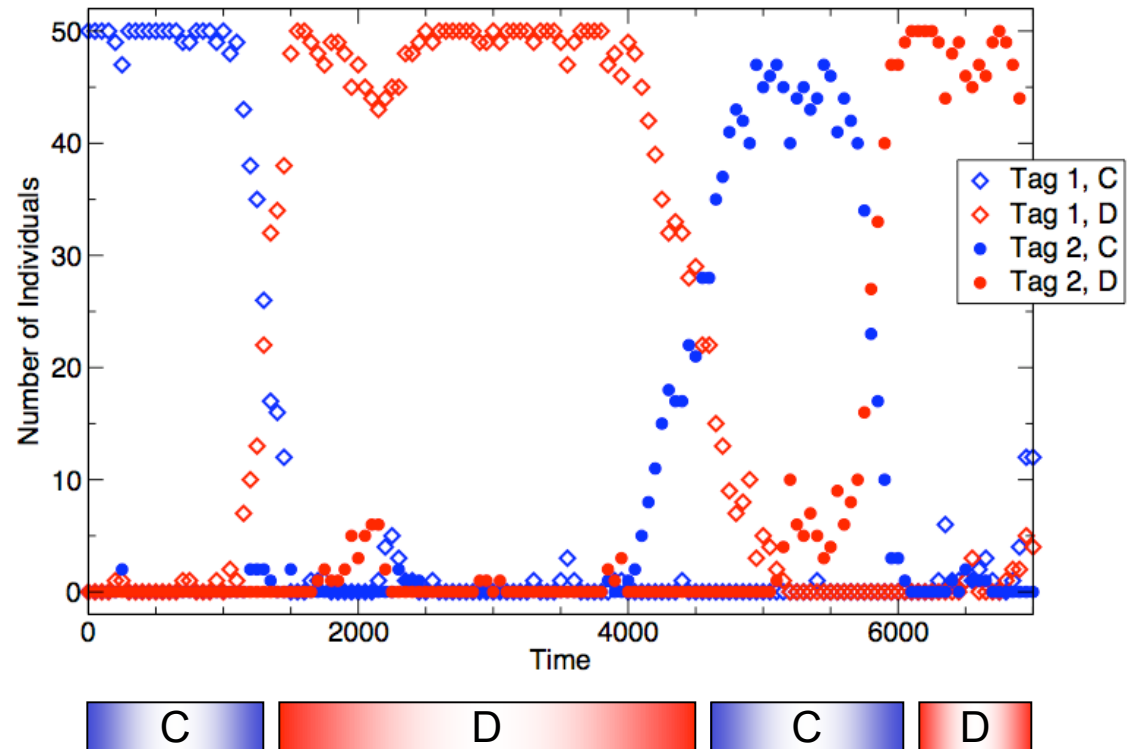 50
40
30
20
10
0
Number of Individuals
Tag 1, C
Tag 1, D
Tag 2, C
Tag 2, D
0 2000 4000 6000
Time
C D C D